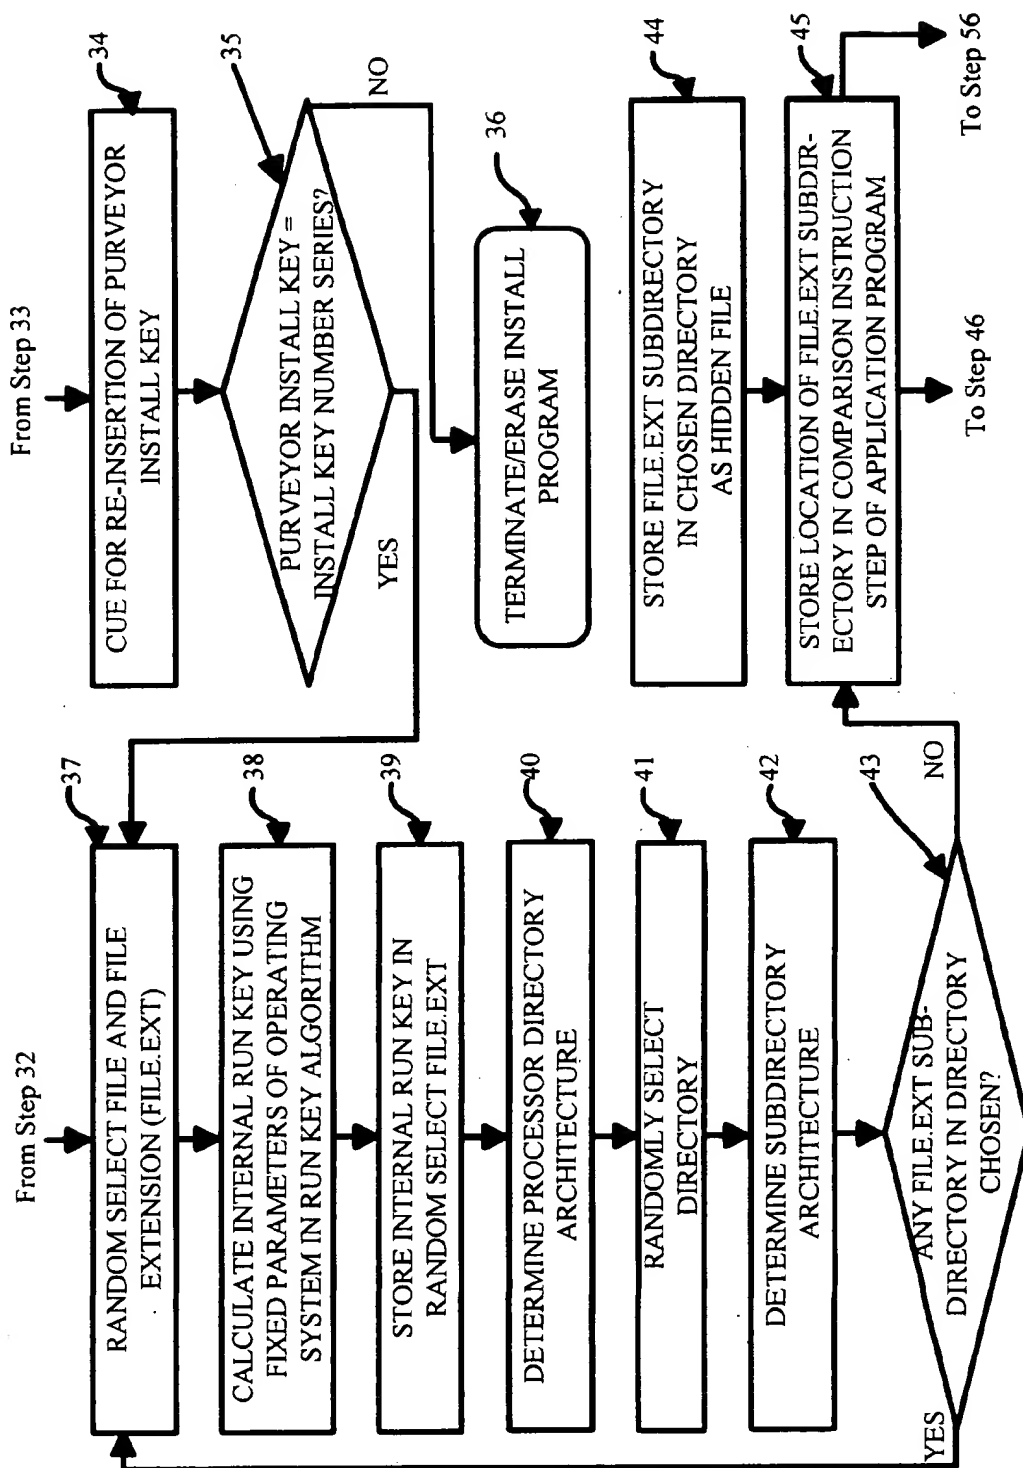 From Step 32
RANDOM SELECT FILE AND FILE
EXTENSION (FILE.EXT)
37
CALCULATE INTERNAL RUN KEY USING
FIXED PARAMETERS OF OPERATING
SYSTEM IN RUN KEY ALGORITHM
38
STORE INTERNAL RUN KEY IN
RANDOM SELECT FILE.EXT
39
DETERMINE PROCESSOR DIRECTORY
ARCHITECTURE
40
RANDOMLY SELECT
DIRECTORY
41
DETERMINE SUBDIRECTORY
ARCHITECTURE
42
ANY FILE.EXT SUB-
DIRECTORY IN DIRECTORY
CHOSEN?
43
YES
NO
From Step 33
CUE FOR RE-INSERTION OF PURVEYOR
INSTALL KEY
34
PURVEYOR INSTALL KEY =
INSTALL KEY NUMBER SERIES?
35
YES
NO
TERMINATE/ERASE INSTALL
PROGRAM
36
STORE FILE.EXT SUBDIRECTORY
IN CHOSEN DIRECTORY
AS HIDDEN FILE
44
STORE LOCATION OF FILE.EXT SUBDIR-
ECTORY IN COMPARISON INSTRUCTION
STEP OF APPLICATION PROGRAM
45
To Step 46
To Step 56